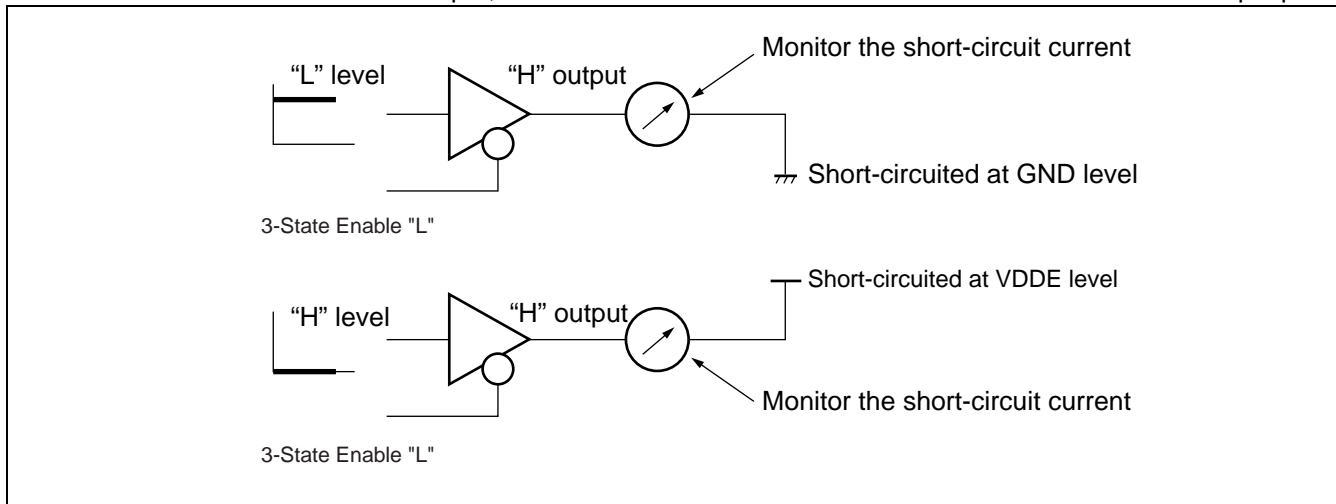 Monitor the short-circuit current
“L” level
“H” output
Short-circuited at GND level
3-State Enable "L"
Short-circuited at VDDE level
“H” level
“H” output
Monitor the short-circuit current
3-State Enable "L"